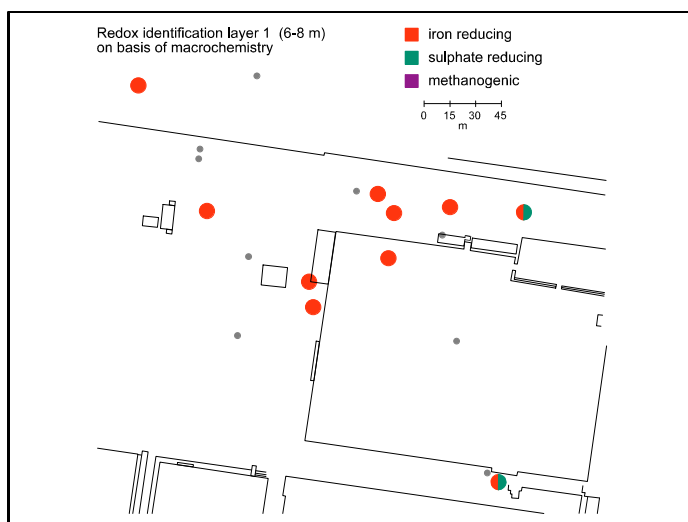 Redox identification layer 1 (6-8 m)
on basis of macrochemistry
iron reducing
sulphate reducing
methanogenic
0 15 30 45
m